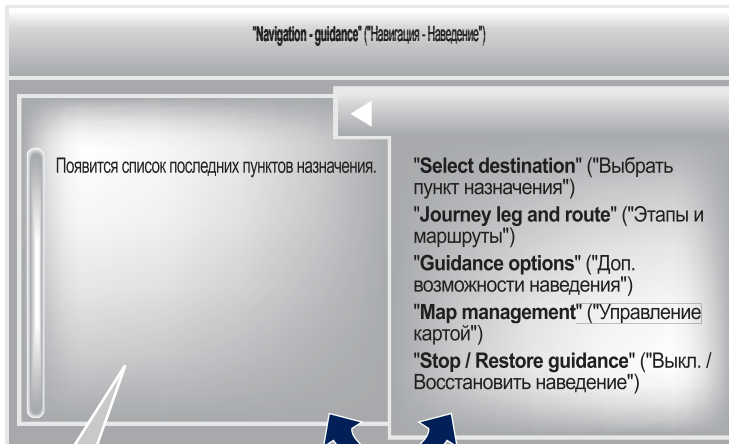 "Navigation - guidance" ("Навигация - Наведение")
Появится список последних пунктов назначения.
"Select destination" ("Выбрать
пункт назначения")
"Journey leg and route" ("Этапы и
маршруты")
"Guidance options" ("Доп.
возможности наведения")
"Map management" ("Управление
картой")
"Stop / Restore guidance" ("Выкл. /
Восстановить наведение")